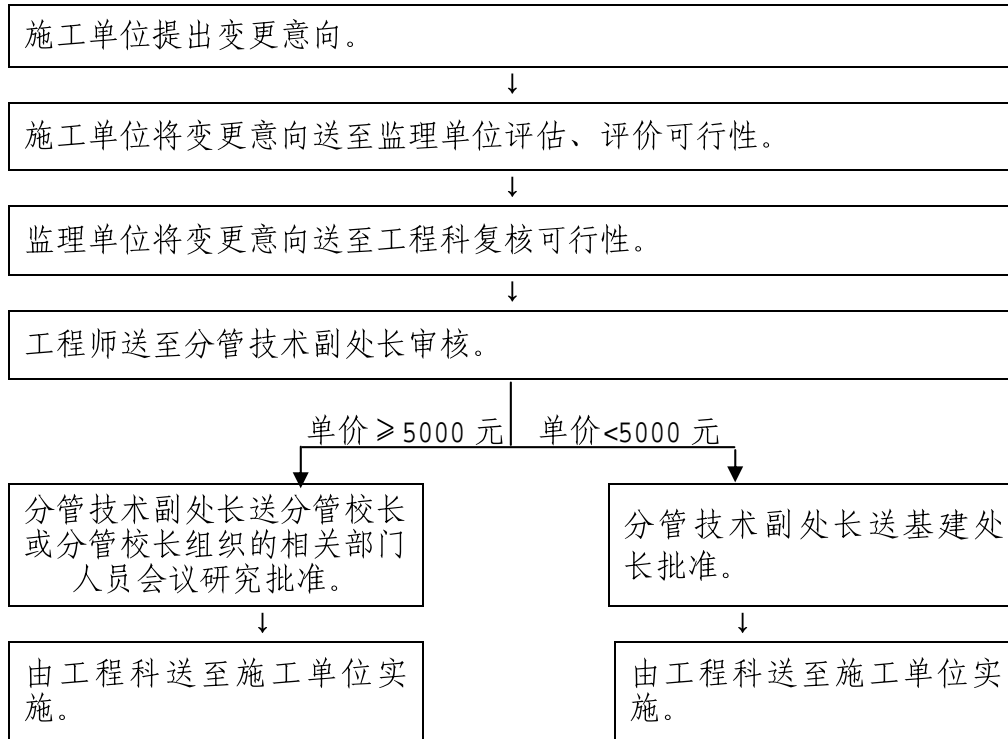 施工单位提出变更意向。
↓
施工单位将变更意向送至监理单位评估、评价可行性。
↓
监理单位将变更意向送至工程科复核可行性。
↓
工程师送至分管技术副处长审核。
单价≥5000 元
单价<5000 元
分管技术副处长送分管校长
或分管校长组织的相关部门
人员会议研究批准。
分管技术副处长送基建处
长批准。
↓
↓
由工程科送至施工单位实
施。
由工程科送至施工单位实
施。